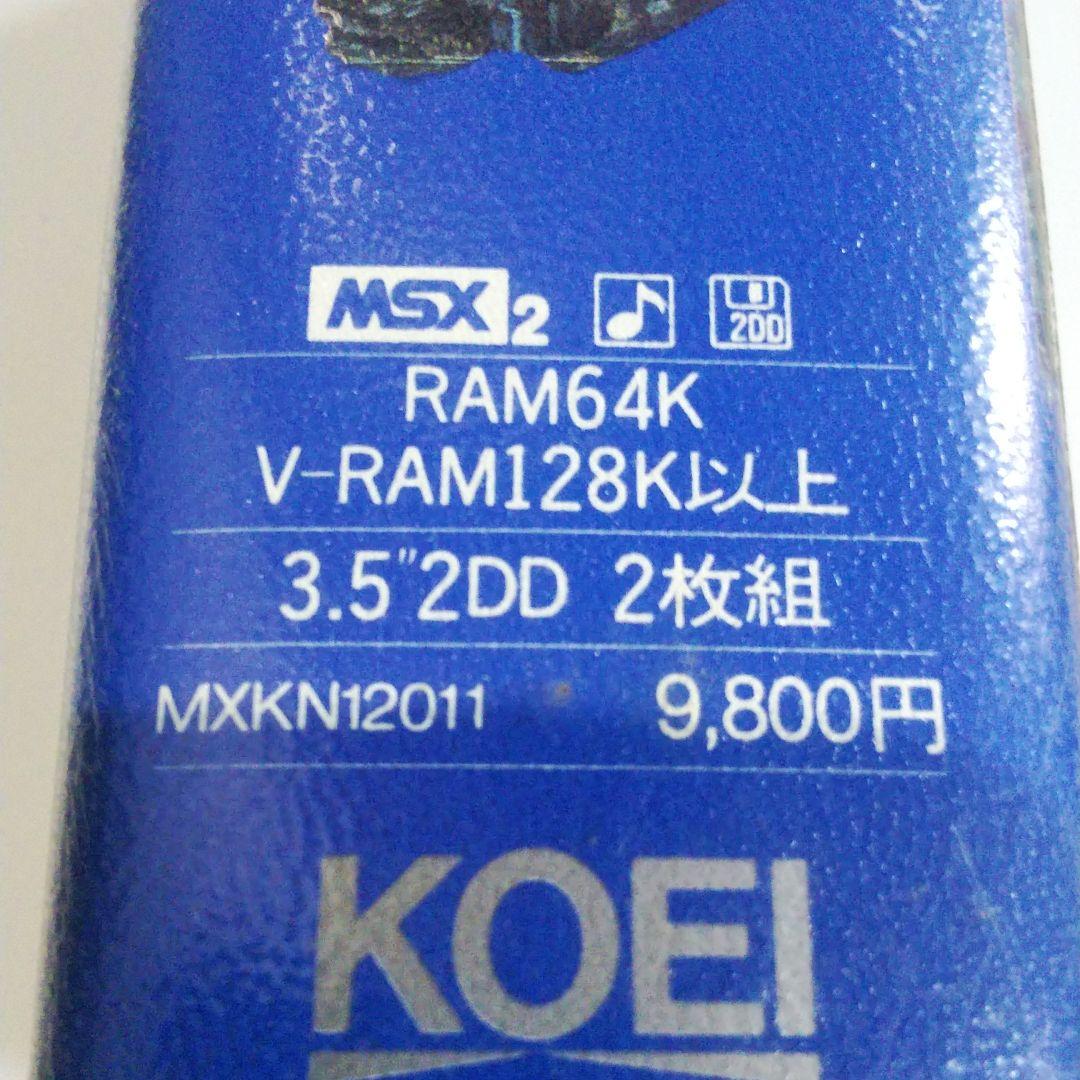 MSX2 2DD
RAM64K
V-RAM128K以上
3.5"2DD 2枚組
MXKN12011 9,800円
KOEI